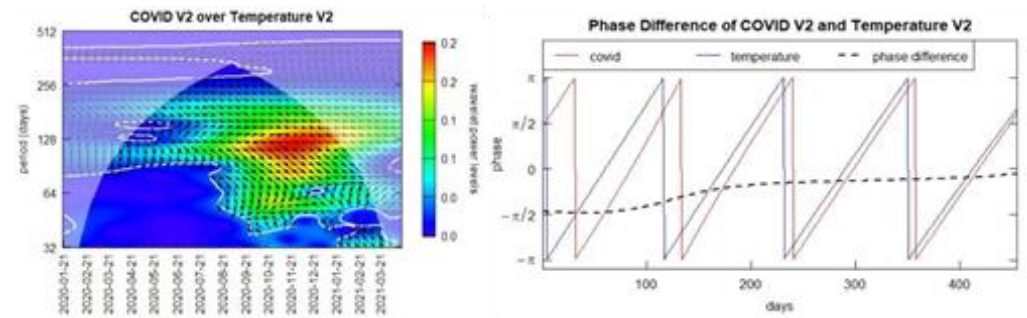 COVID V2 over Temperature V2
512
256
128
64
32
period (days)
2020-01-21
2020-02-21
2020-03-21
2020-04-21
2020-05-21
2020-06-21
2020-07-21
2020-08-21
2020-09-21
2020-10-21
2020-11-21
2020-12-21
2021-01-21
2021-02-21
2021-03-21
0.2
0.2
0.1
0.1
0.0
0.0
wavelet power levels
Phase Difference of COVID V2 and Temperature V2
covid temperature phase difference
π
π/2
0
-π/2
-π
phase
100 200 300 400
days